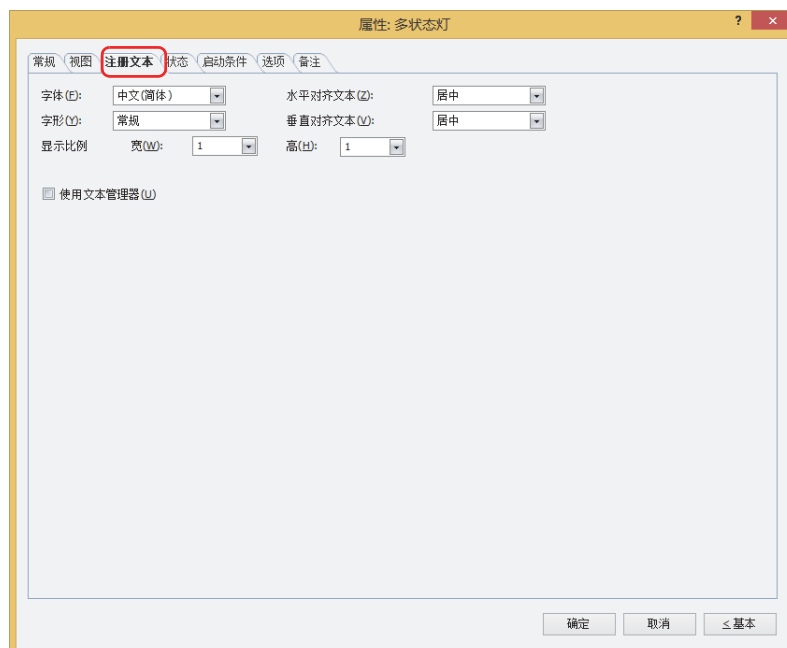 属性: 多状态灯 ? ×
常规 视图 注册文本 状态 启动条件 选项 备注
字体(F): 中文(简体) 水平对齐文本(Z): 居中
字形(Y): 常规 垂直对齐文本(V): 居中
显示比例 宽(W): 1 高(H): 1
使用文本管理器(U)
确定 取消 ≤基本